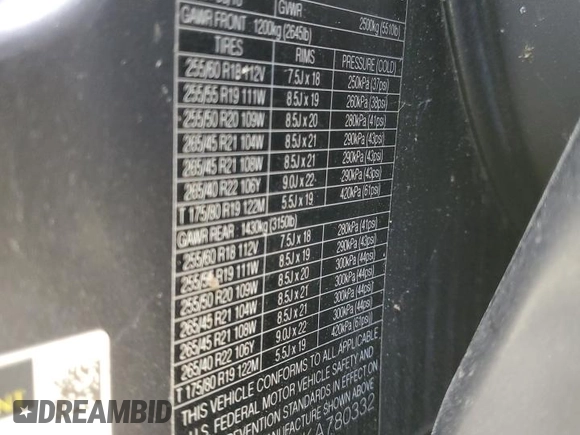 GVWR 2500kg (5510lb)
GAWR FRONT 1200kg (2645lb)
TIRES RIMS PRESSURE (COLD)
255/60 R18 112V 7.5J x 18 250kPa (37psi)
255/55 R19 111W 8.5J x 19 260kPa (38psi)
255/50 R20 109W 8.5J x 20 280kPa (41psi)
265/45 R21 104W 8.5J x 21 290kPa (43psi)
265/45 R21 108W 8.5J x 21 290kPa (43psi)
265/40 R22 106Y 9.0J x 22 290kPa (43psi)
T 175/80 R19 122M 5.5J x 19 420kPa (61psi)
GAWR REAR 1430kg (3150lb)
255/60 R18 112V 7.5J x 18 280kPa (41psi)
255/55 R19 111W 8.5J x 19 290kPa (43psi)
255/50 R20 109W 8.5J x 20 300kPa (44psi)
265/45 R21 104W 8.5J x 21 300kPa (44psi)
265/45 R21 108W 8.5J x 21 300kPa (44psi)
265/40 R22 106Y 9.0J x 22 300kPa (44psi)
T 175/80 R19 122M 5.5J x 19 420kPa (61psi)
THIS VEHICLE CONFORMS TO ALL APPLICABLE
U.S. FEDERAL MOTOR VEHICLE SAFETY AND
PREVENTION STANDARDS IN EFFECT ON
THIS MANUFACTURE
KA780332
DEALER HISTORY.COM